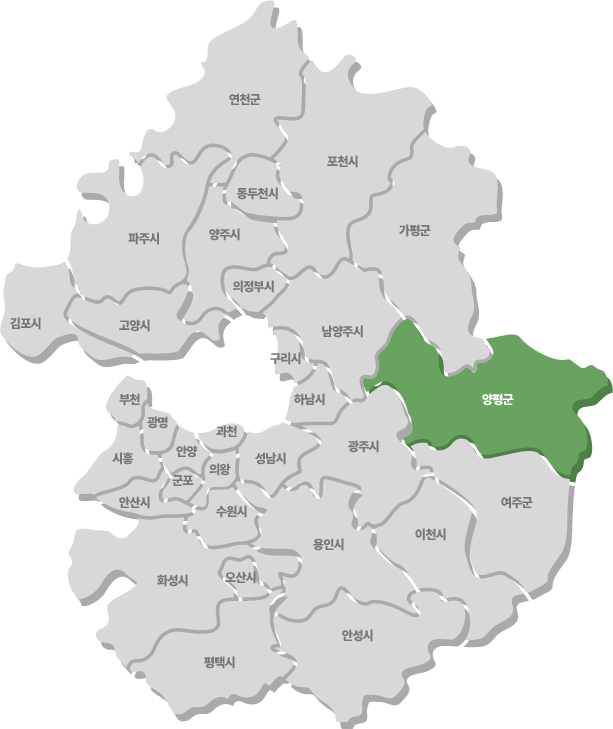 연천군
포천시
동두천시
가평군
양주시
파주시
의정부시
김포시
고양시
남양주시
구리시
양평군
하남시
부천
광명
과천
광주시
안양
시흥
성남시
의왕
군포
안산시
여주군
수원시
이천시
용인시
화성시
오산시
안성시
평택시